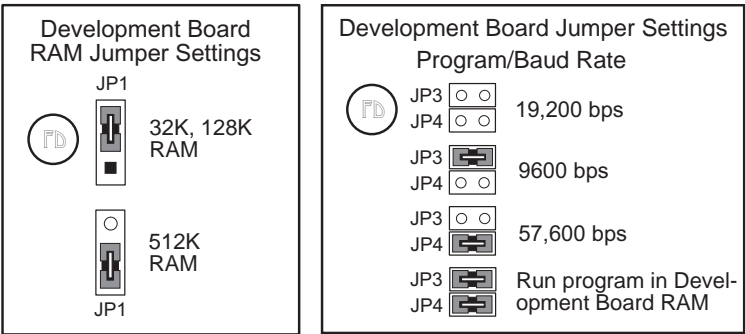 Development Board
RAM Jumper Settings
JP1
FD
32K, 128K
RAM
512K
RAM
JP1
Development Board Jumper Settings
Program/Baud Rate
FD
JP3
JP4
19,200 bps
JP3
JP4
9600 bps
JP3
JP4
57,600 bps
JP3
JP4
Run program in Devel-
opment Board RAM